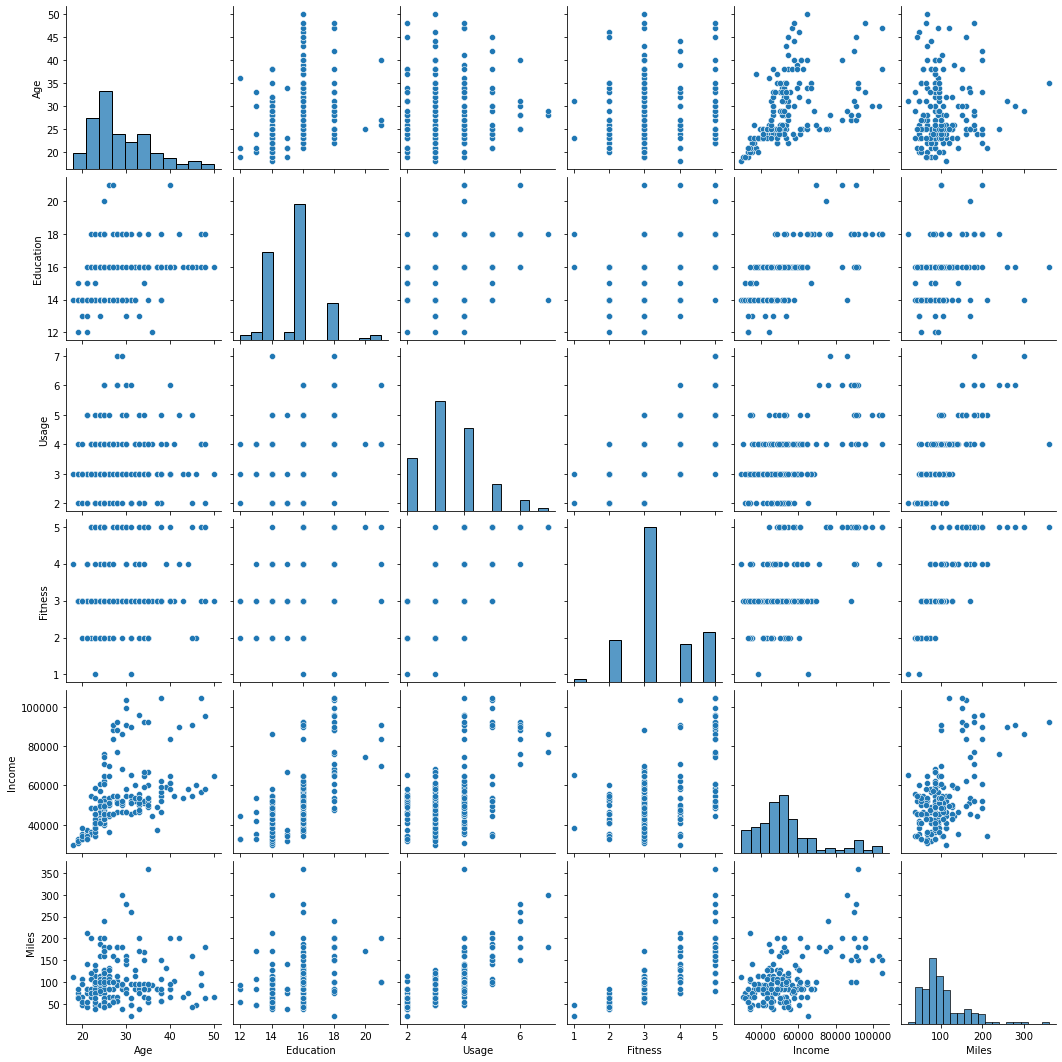 50
45
40
35
30
25
20
Age
20
18
16
14
12
Education
7
6
5
4
3
2
Usage
5
4
3
2
1
Fitness
100000
80000
60000
40000
Income
350
300
250
200
150
100
50
Miles
20 30 40 50
Age
12 14 16 18 20
Education
2 4 6
Usage
1 2 3 4 5
Fitness
40000 60000 80000 100000
Income
100 200 300
Miles